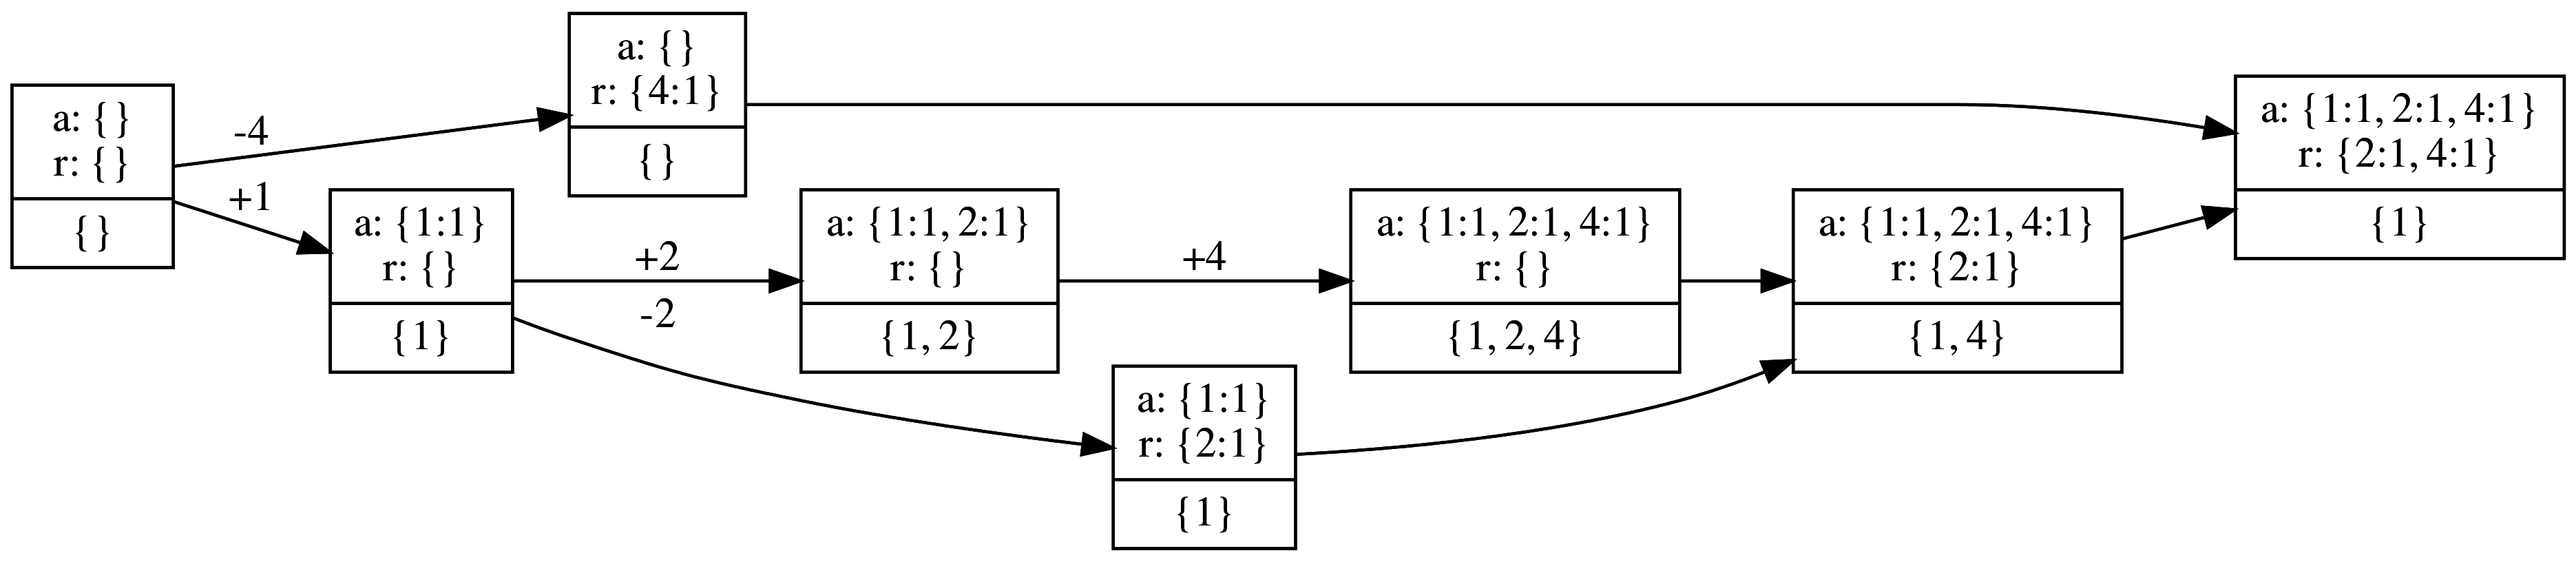 a: {}
r: {}
{}
-4
+1
a: {}
r: {4:1}
{}
a: {1:1}
r: {}
{1}
+2
-2
a: {1:1, 2:1}
r: {}
{1, 2}
+4
a: {1:1}
r: {2:1}
{1}
a: {1:1, 2:1, 4:1}
r: {}
{1, 2, 4}
a: {1:1, 2:1, 4:1}
r: {2:1}
{1, 4}
a: {1:1, 2:1, 4:1}
r: {2:1, 4:1}
{1}